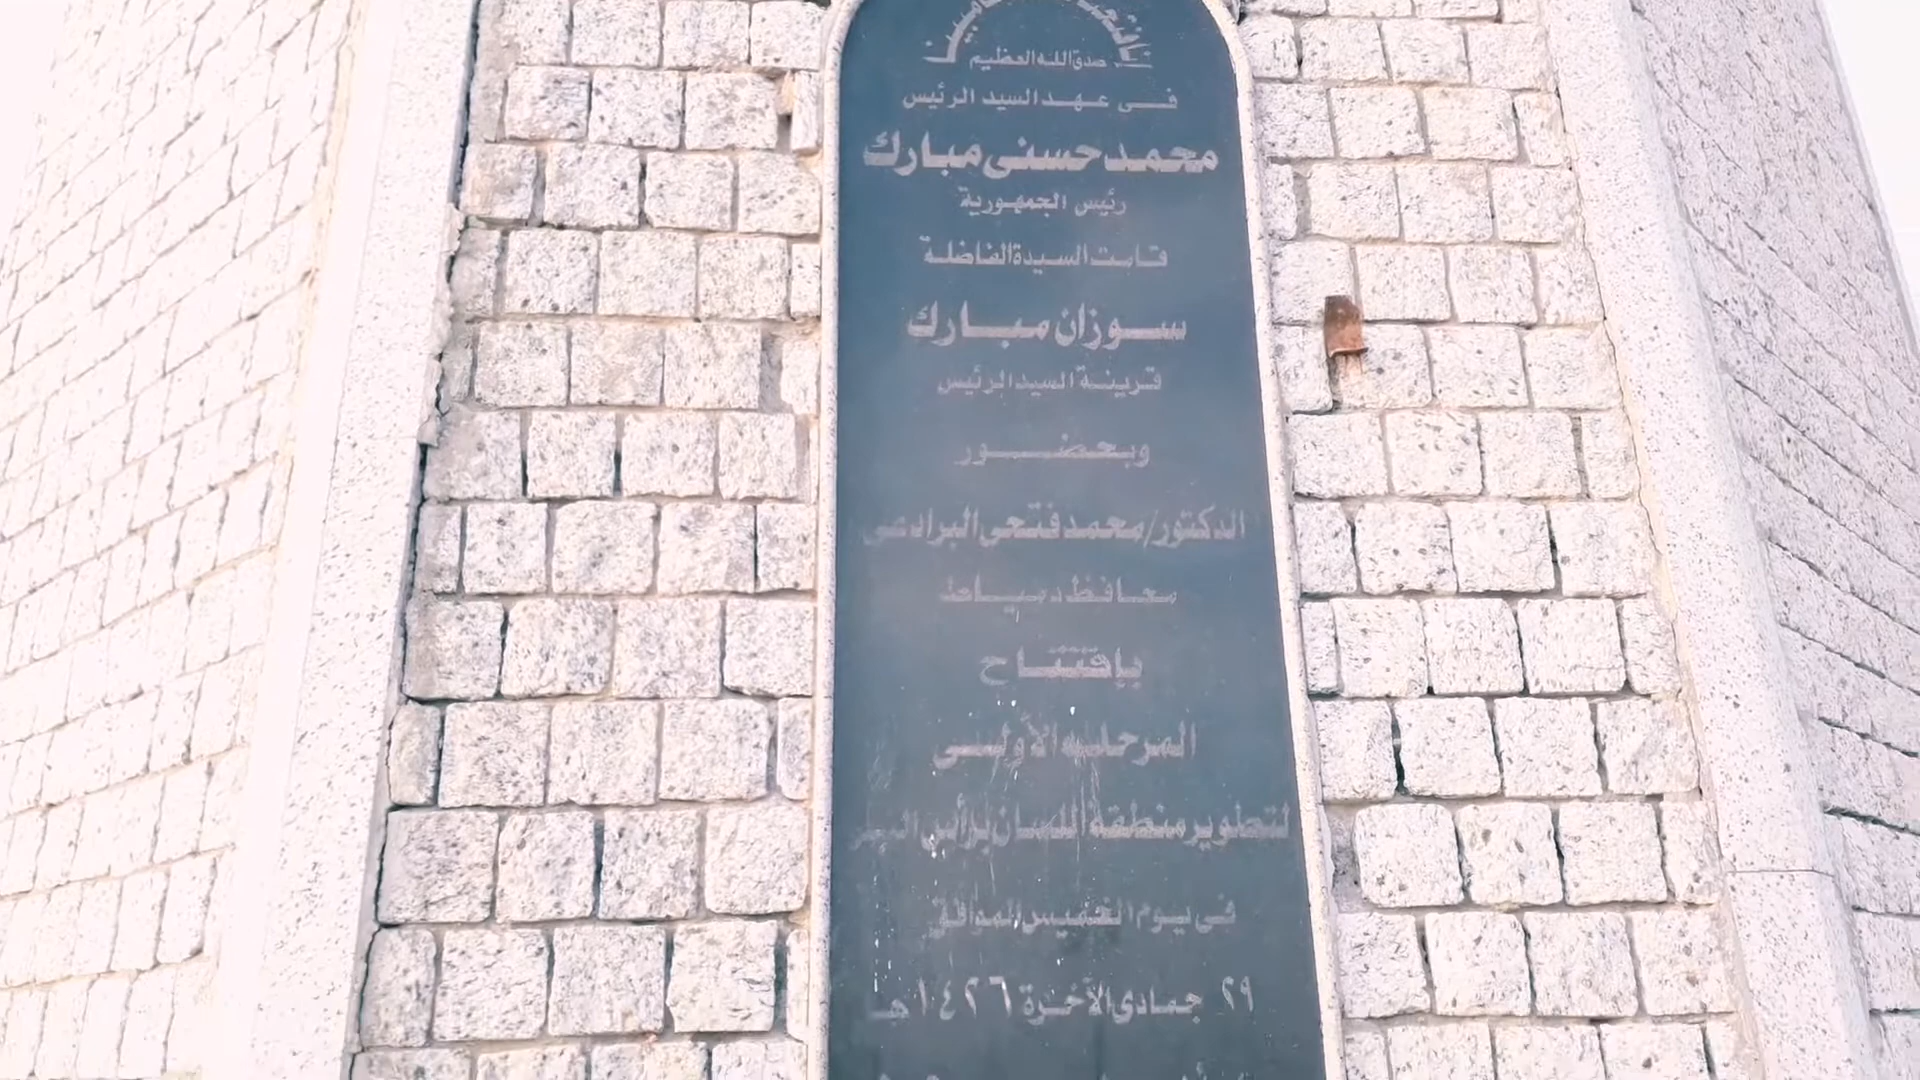 صدق الله العظيم
فى عهد السيد الرئيس
محمد حسنى مبارك
رئيس الجمهورية
قامت السيدة الفاضلة
سوزان مبارك
قرينة السيد الرئيس
وبحضور
الدكتور/محمد فتحى البرادعى
محافظ دمياط
بإفتتاح
المرحله الأولى
لتطوير منطقة اللسان برأس البر
فى يوم الخميس الموافق
٢٩ جمادى الآخرة ١٤٢٦ هـ